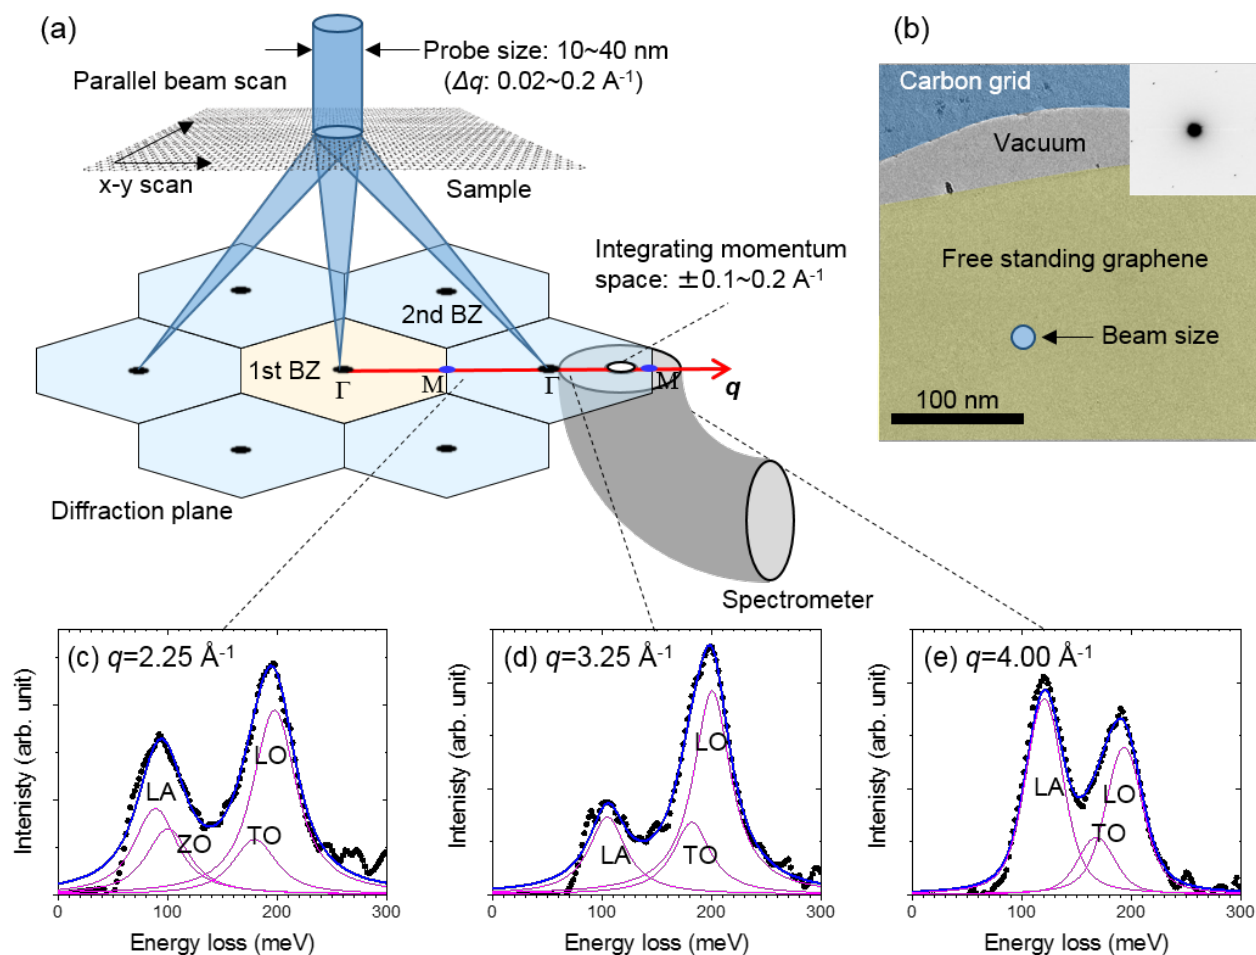 (a)
Probe size: 10~40 nm
(Δq: 0.02~0.2 A⁻¹)
Parallel beam scan
x-y scan
Sample
Integrating momentum
space: ±0.1~0.2 A⁻¹
2nd BZ
1st BZ
Γ
M
Γ
M
q
Diffraction plane
Spectrometer
(b)
Carbon grid
Vacuum
Free standing graphene
Beam size
100 nm
(c) q=2.25 Å⁻¹
Intenisty (arb. unit)
LA
ZO
TO
LO
0 100 200 300
Energy loss (meV)
(d) q=3.25 Å⁻¹
Intenisty (arb. unit)
LA
TO
LO
0 100 200 300
Energy loss (meV)
(e) q=4.00 Å⁻¹
Intenisty (arb. unit)
LA
TO
LO
0 100 200 300
Energy loss (meV)